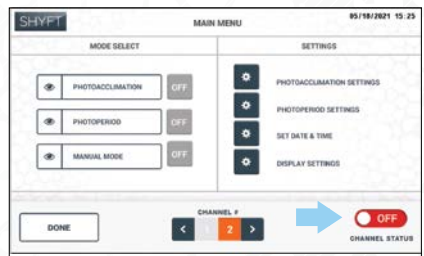 SHYFT
MAIN MENU
05/18/2021 15:25
MODE SELECT
SETTINGS
PHOTOACCLIMATION
OFF
PHOTOPERIOD
OFF
MANUAL MODE
OFF
PHOTOACCLIMATION SETTINGS
PHOTOPERIOD SETTINGS
SET DATE & TIME
DISPLAY SETTINGS
DONE
CHANNEL #
<
1
2
>
OFF
CHANNEL STATUS